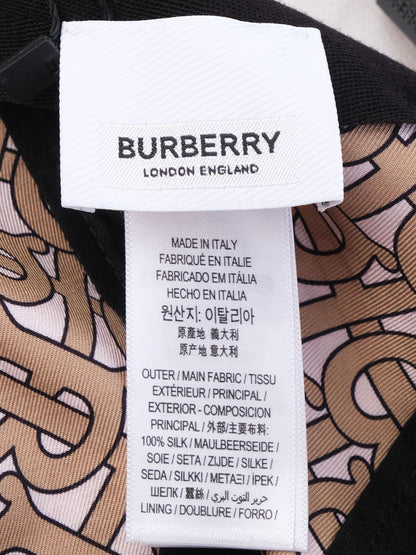 BURBERRY
LONDON ENGLAND
MADE IN ITALY
FABRIQUÉ EN ITALIE
FABRICADO EM ITÁLIA
HECHO EN ITALIA
원산지: 이탈리아
原產地 義大利
原产地 意大利
OUTER / MAIN FABRIC / TISSU
EXTÉRIEUR / PRINCIPAL /
EXTERIOR - COMPOSICION
PRINCIPAL / 外部/主要布料:
100% SILK / MAULBEERSEIDE /
SOIE / SETA / ZIJDE / SILKE /
SEDA / SILKKI / ΜΕΤΑΞΙ / ІРЕК /
ШЕЛК / 蠶絲 / حرير التوت البري /
LINING / DOUBLURE / FORRO /